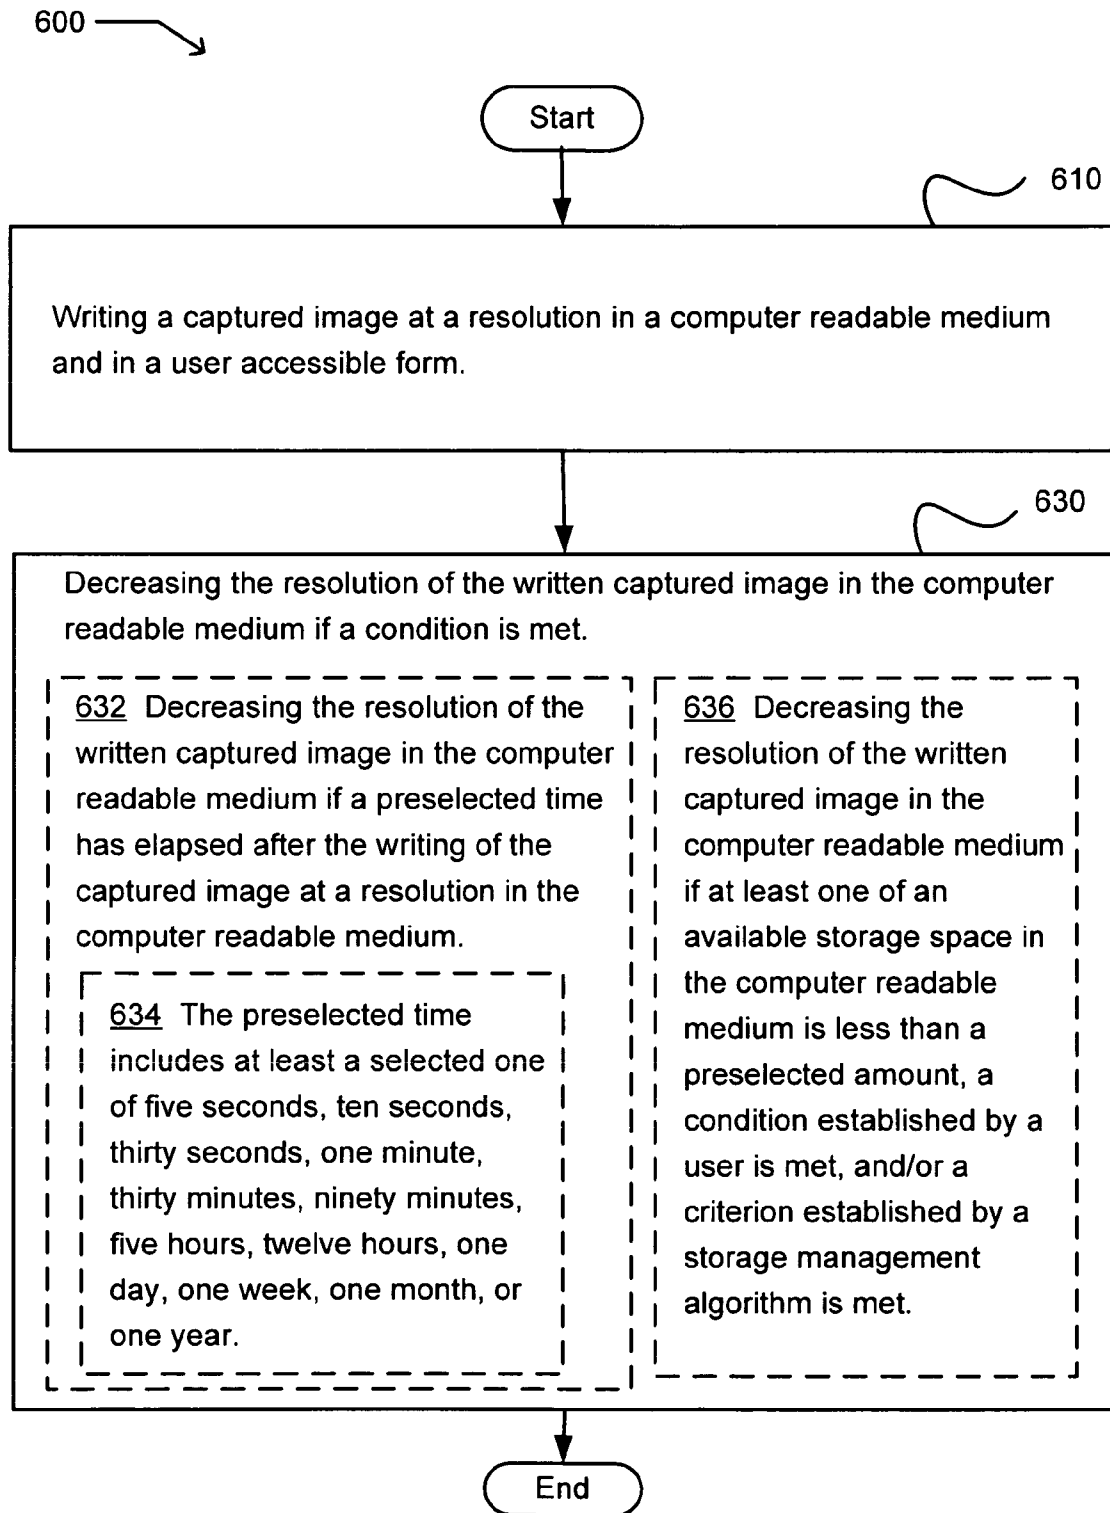 600
Start
610
Writing a captured image at a resolution in a computer readable medium
and in a user accessible form.
630
Decreasing the resolution of the written captured image in the computer
readable medium if a condition is met.
632 Decreasing the resolution of the
written captured image in the computer
readable medium if a preselected time
has elapsed after the writing of the
captured image at a resolution in the
computer readable medium.
634 The preselected time
includes at least a selected one
of five seconds, ten seconds,
thirty seconds, one minute,
thirty minutes, ninety minutes,
five hours, twelve hours, one
day, one week, one month, or
one year.
636 Decreasing the
resolution of the written
captured image in the
computer readable medium
if at least one of an
available storage space in
the computer readable
medium is less than a
preselected amount, a
condition established by a
user is met, and/or a
criterion established by a
storage management
algorithm is met.
End